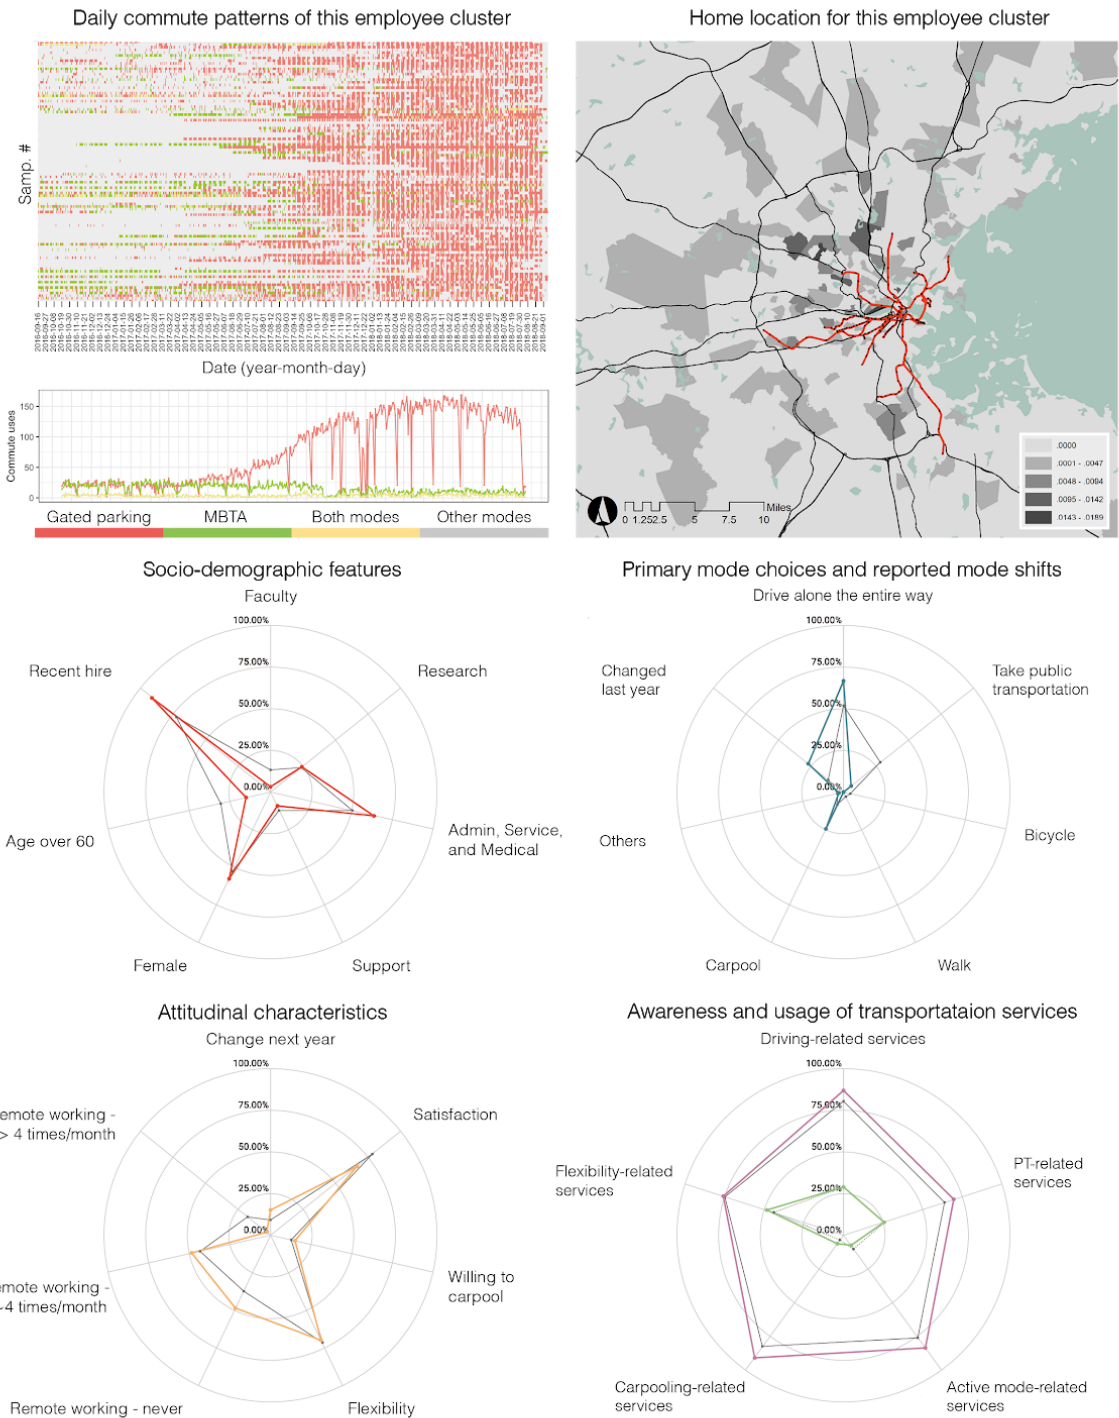 Daily commute patterns of this employee cluster
Samp. #
Date (year-month-day)
Commute uses
150
100
50
0
Gated parking
MBTA
Both modes
Other modes
Home location for this employee cluster
.0000
.0001 - .0047
.0048 - .0094
.0095 - .0142
.0143 - .0189
Miles
0 1.252.5 5 7.5 10
Socio-demographic features
Faculty
100.00%
75.00%
50.00%
25.00%
0.00%
Recent hire
Research
Age over 60
Admin, Service,
and Medical
Female
Support
Primary mode choices and reported mode shifts
Drive alone the entire way
100.00%
75.00%
50.00%
25.00%
0.00%
Changed
last year
Take public
transportation
Others
Bicycle
Carpool
Walk
Attitudinal characteristics
Change next year
100.00%
75.00%
50.00%
25.00%
0.00%
emote working -
> 4 times/month
Satisfaction
emote working -
~4 times/month
Willing to
carpool
Remote working - never
Flexibility
Awareness and usage of transportataion services
Driving-related services
100.00%
75.00%
50.00%
25.00%
0.00%
Flexibility-related
services
PT-related
services
Carpooling-related
services
Active mode-related
services